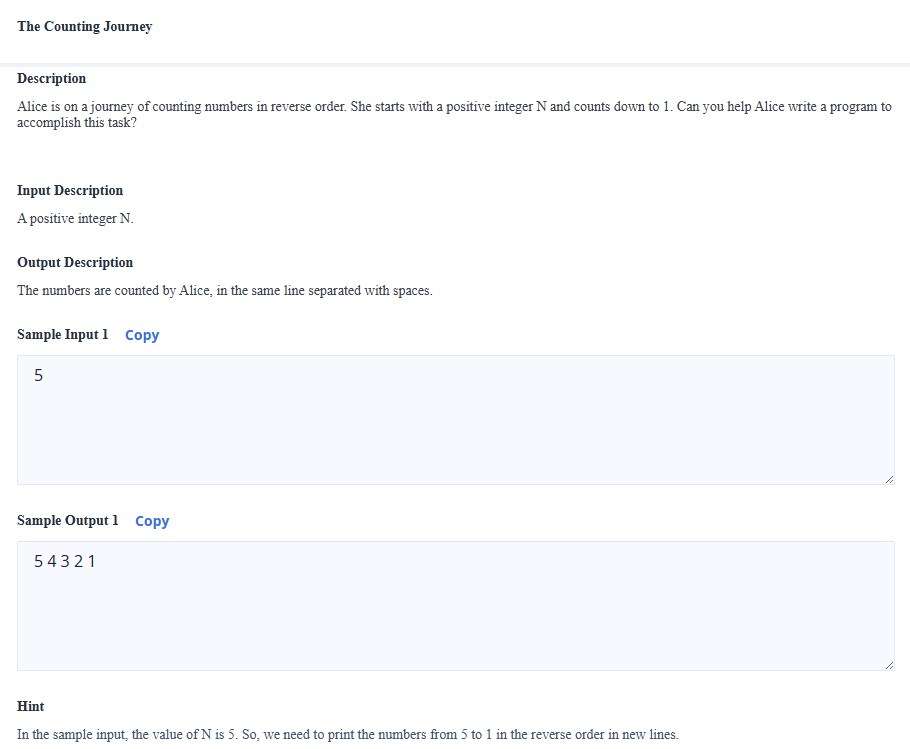 The Counting Journey
Description
Alice is on a journey of counting numbers in reverse order. She starts with a positive integer N and counts down to 1. Can you help Alice write a program to
accomplish this task?
Input Description
A positive integer N.
Output Description
The numbers are counted by Alice, in the same line separated with spaces.
Sample Input 1 Copy
5
Sample Output 1 Copy
5 4 3 2 1
Hint
In the sample input, the value of N is 5. So, we need to print the numbers from 5 to 1 in the reverse order in new lines.